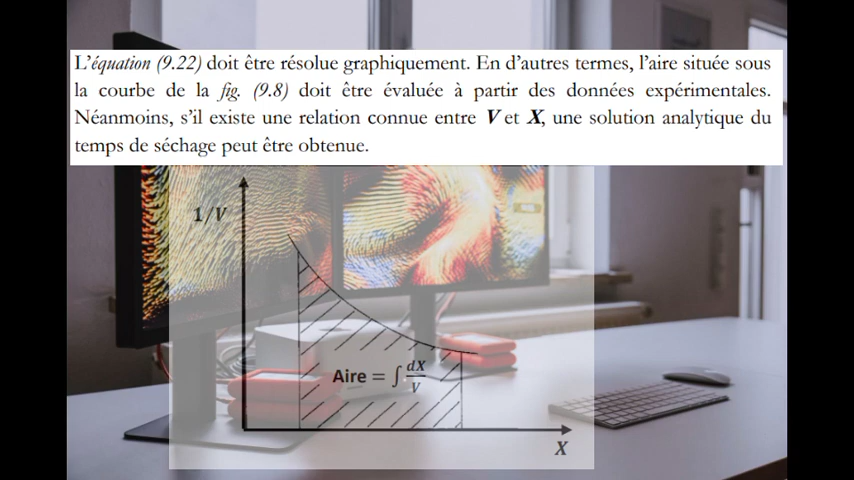 L'équation (9.22) doit être résolue graphiquement. En d'autres termes, l'aire située sous
la courbe de la fig. (9.8) doit être évaluée à partir des données expérimentales.
Néanmoins, s'il existe une relation connue entre V et X, une solution analytique du
temps de séchage peut être obtenue.
1/V
Aire = ∫ dX/V
X